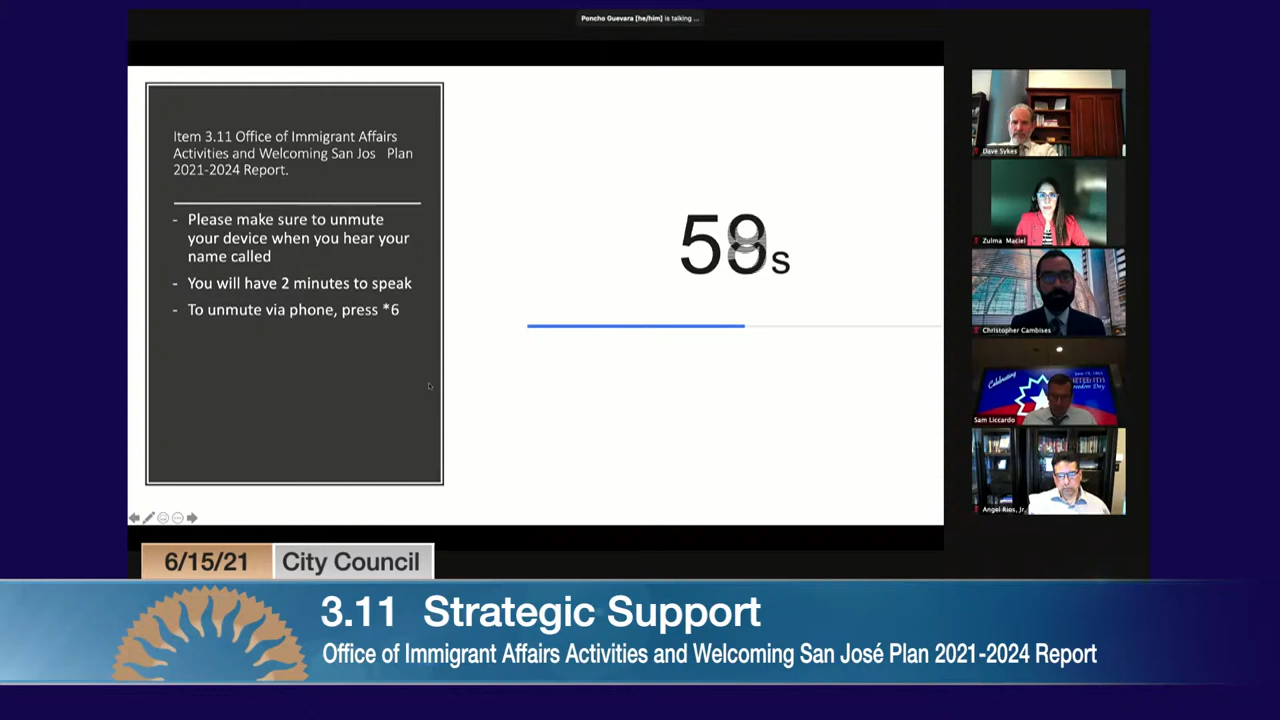 Poncho Guevara [he/him] is talking ...
Item 3.11 Office of Immigrant Affairs
Activities and Welcoming San Jos   Plan
2021-2024 Report.
- Please make sure to unmute
your device when you hear your
name called
- You will have 2 minutes to speak
- To unmute via phone, press *6
s
Dave Sykes
Zulma Maciel
Christopher Cambises
Celebrating
Freedom Day
Sam Liccardo
Angel Rios, Jr.
6/15/21 City Council
3.11 Strategic Support
Office of Immigrant Affairs Activities and Welcoming San José Plan 2021-2024 Report